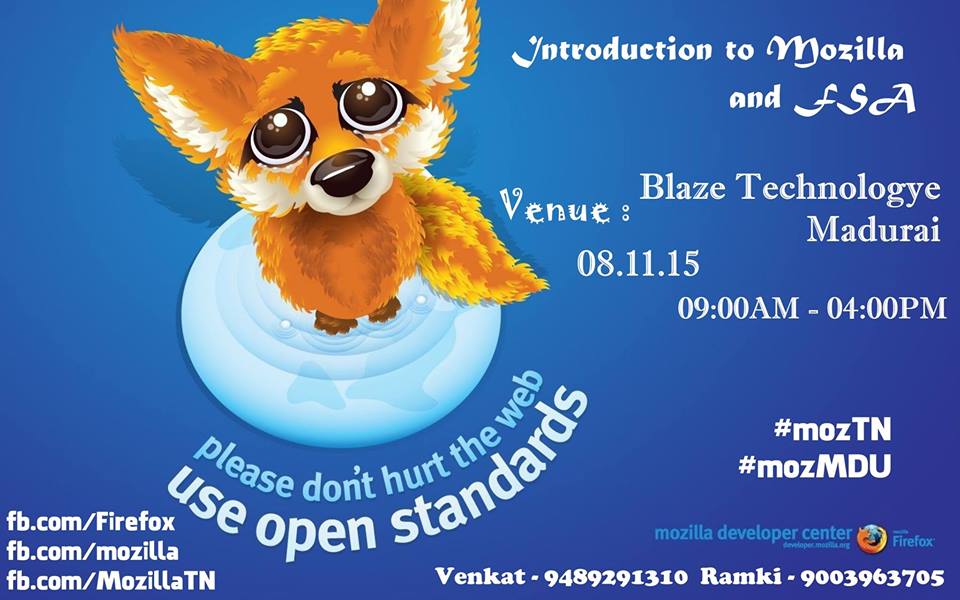 Introduction to Mozilla
and FSA
Venue :
Blaze Technologye
Madurai
08.11.15
09:00AM - 04:00PM
please don't hurt the web
use open standards
#mozTN
#mozMDU
fb.com/Firefox
fb.com/mozilla
fb.com/MozillaTN
mozilla developer center
developer.mozilla.org
mozilla
Firefox
Venkat - 9489291310 Ramki - 9003963705